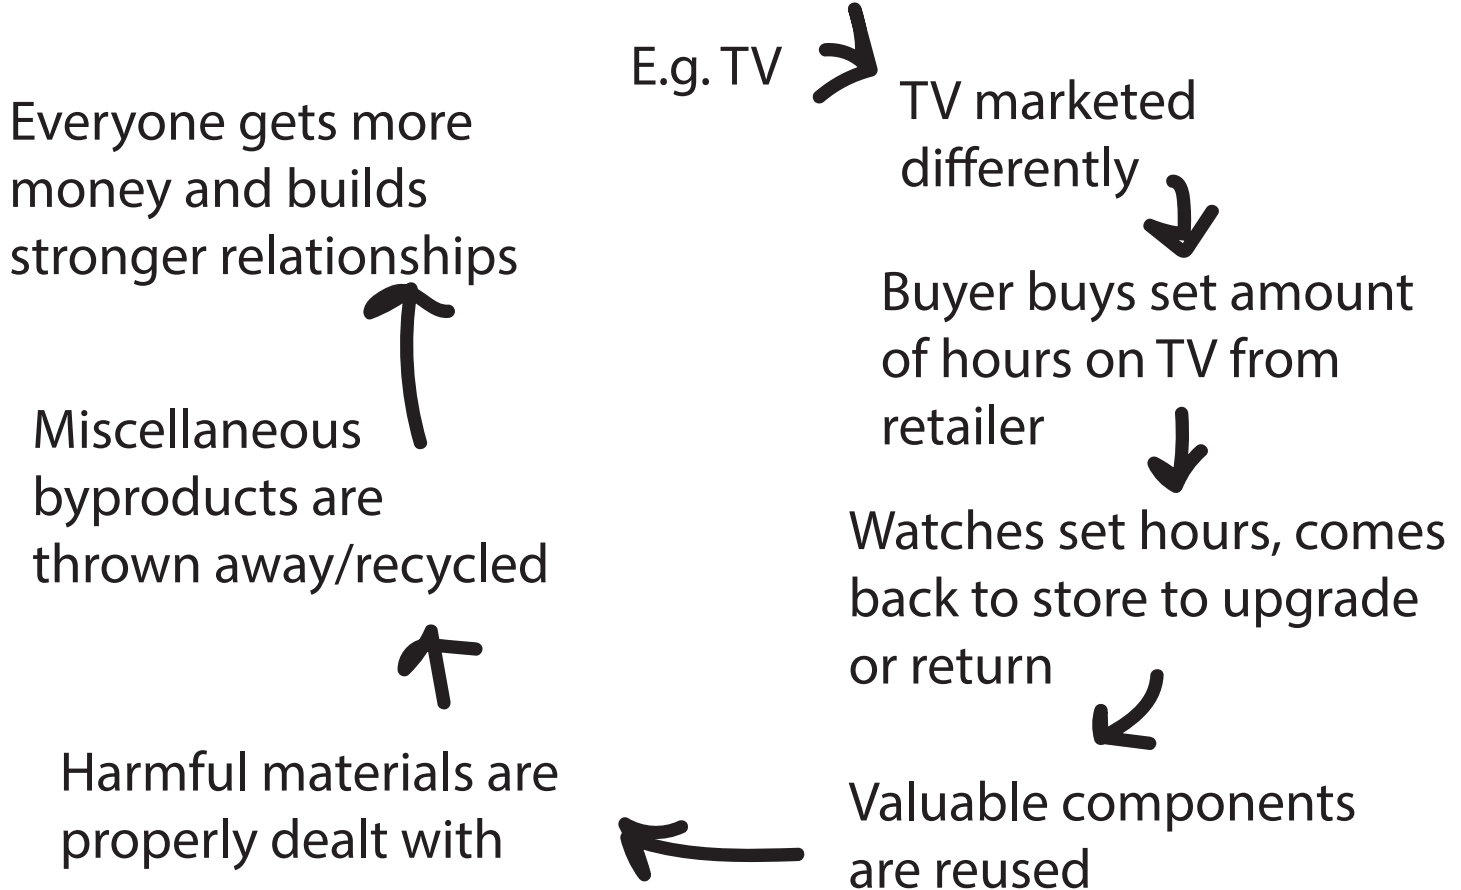 E.g. TV
TV marketed
differently
Buyer buys set amount
of hours on TV from
retailer
Watches set hours, comes
back to store to upgrade
or return
Valuable components
are reused
Harmful materials are
properly dealt with
Miscellaneous
byproducts are
thrown away/recycled
Everyone gets more
money and builds
stronger relationships